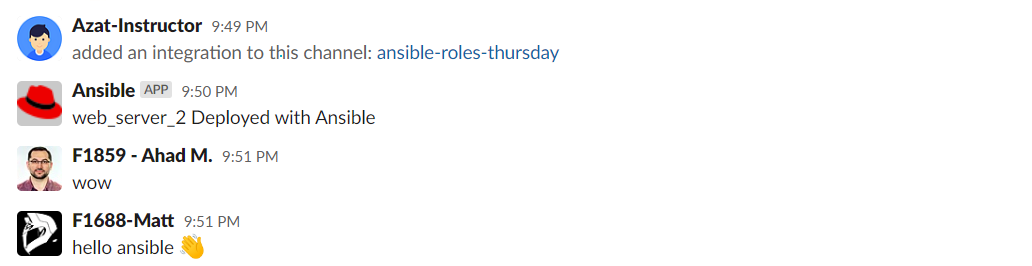 Azat-Instructor 9:49 PM
added an integration to this channel: ansible-roles-thursday
Ansible APP 9:50 PM
web_server_2 Deployed with Ansible
F1859 - Ahad M. 9:51 PM
wow
F1688-Matt 9:51 PM
hello ansible 👋